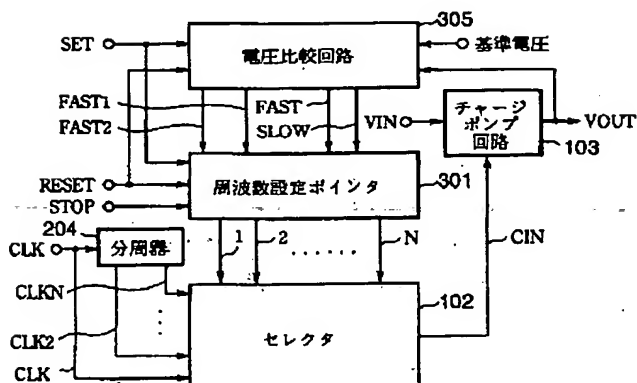 305
SET
電圧比較回路
基準電圧
FAST1
FAST
FAST2
SLOW
VIN
チャージ
ポンプ
回路
VOUT
103
RESET
周波数設定ポインタ
301
STOP
204
CLK
分周器
1
2
......
N
CIN
CLKN
102
CLK2
セレクタ
CLK